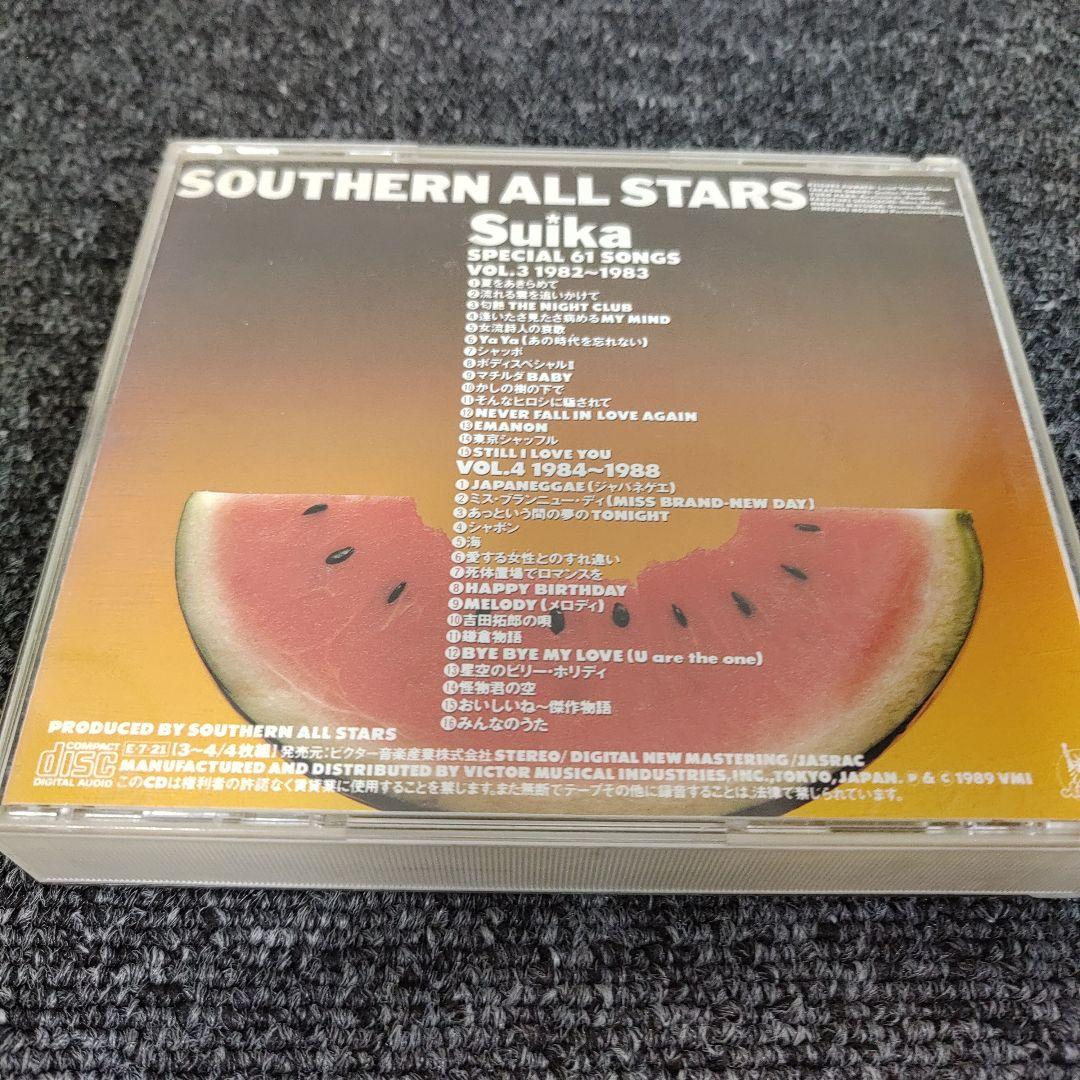 SOUTHERN ALL STARS
Suika
SPECIAL 61 SONGS
VOL.3 1982~1983
①夏をあきらめて
②流れる雲を追いかけて
③匂艶 THE NIGHT CLUB
④逢いたさ見たさ病める MY MIND
⑤女流詩人の哀歌
⑥Ya Ya (あの時代を忘れない)
⑦シャッポ
⑧ボディスペシャルII
⑨マチルダ BABY
⑩かしの樹の下で
⑪そんなヒロシに騙されて
⑫NEVER FALL IN LOVE AGAIN
⑬EMANON
⑭東京シャッフル
⑮STILL I LOVE YOU
VOL.4 1984~1988
①JAPANEGGAE (ジャパネゲエ)
②ミス・ブランニュー・デイ (MISS BRAND-NEW DAY)
③あっという間の夢のTONIGHT
④シャボン
⑤海
⑥愛する女性とのすれ違い
⑦死体置場でロマンスを
⑧HAPPY BIRTHDAY
⑨MELODY (メロディ)
⑩吉田拓郎の唄
⑪鎌倉物語
⑫BYE BYE MY LOVE (U are the one)
⑬星空のビリー・ホリディ
⑭怪物君の空
⑮おいしいね~傑作物語
⑯みんなのうた
PRODUCED BY SOUTHERN ALL STARS
COMPACT disc DIGITAL AUDIO
E・7・21 【3~4/4枚組】 発売元:ビクター音楽産業株式会社 STEREO/DIGITAL NEW MASTERING/JASRAC
MANUFACTURED AND DISTRIBUTED BY VICTOR MUSICAL INDUSTRIES, INC., TOKYO, JAPAN. ℗ & © 1989 VMI
このCDは権利者の許諾なく賃貸業に使用することを禁じます。また無断でテープその他に録音することは、法律で禁じられています。